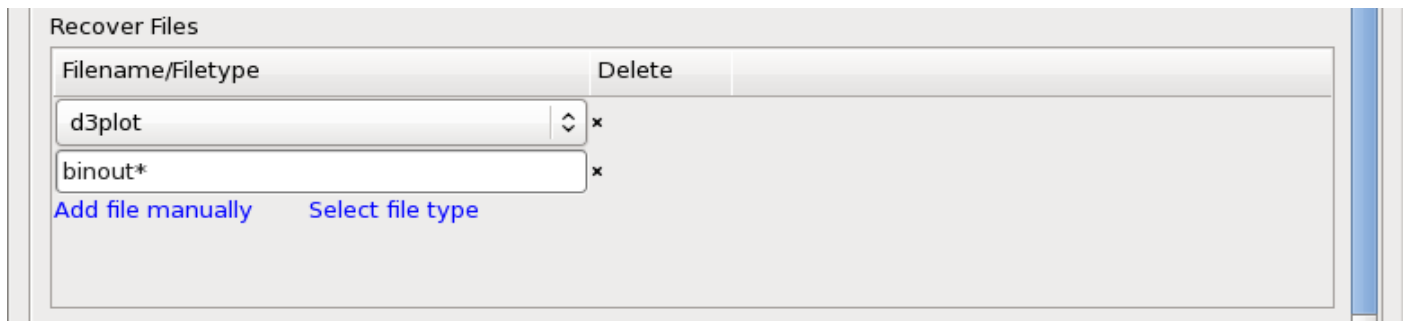 Recover Files
Filename/Filetype Delete
d3plot
binout*
Add file manually Select file type